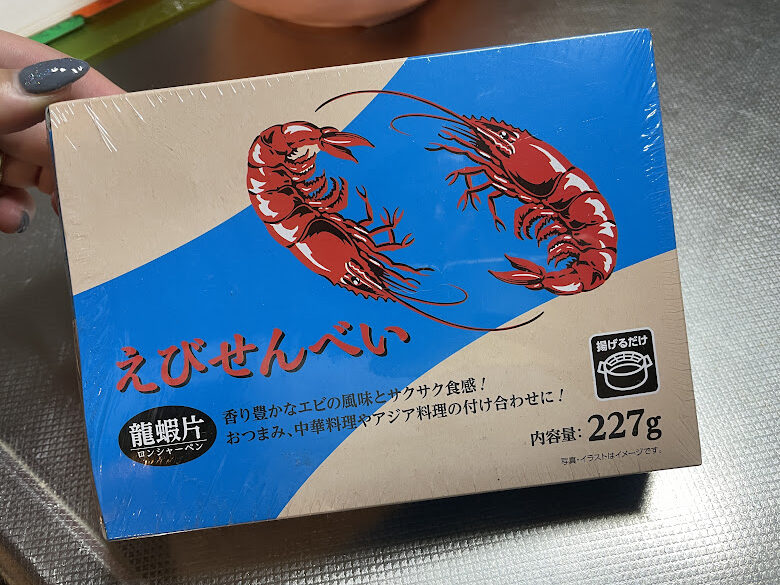 えびせんべい
龍蝦片
ロンシャーペン
香り豊かなエビの風味とサクサク食感！
おつまみ、中華料理やアジア料理の付け合わせに！
揚げるだけ
内容量：227g
写真・イラストはイメージです。